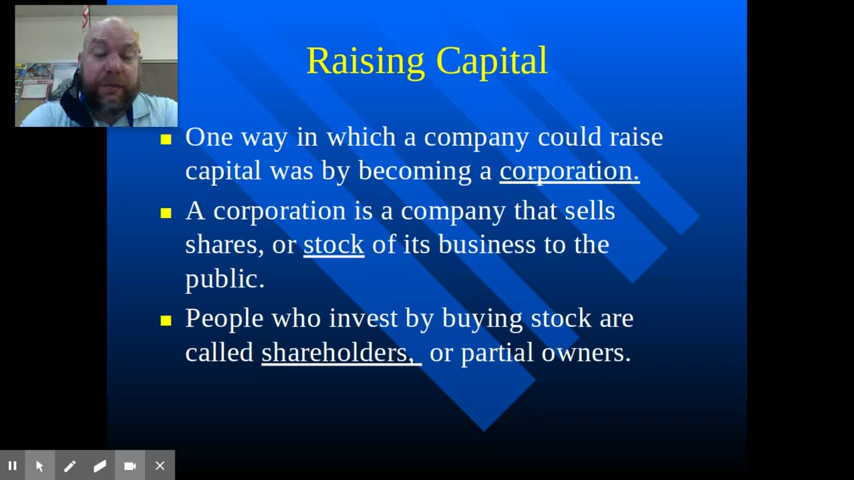 Raising Capital
One way in which a company could raise
capital was by becoming a corporation.
A corporation is a company that sells
shares, or stock of its business to the
public.
People who invest by buying stock are
called shareholders, or partial owners.